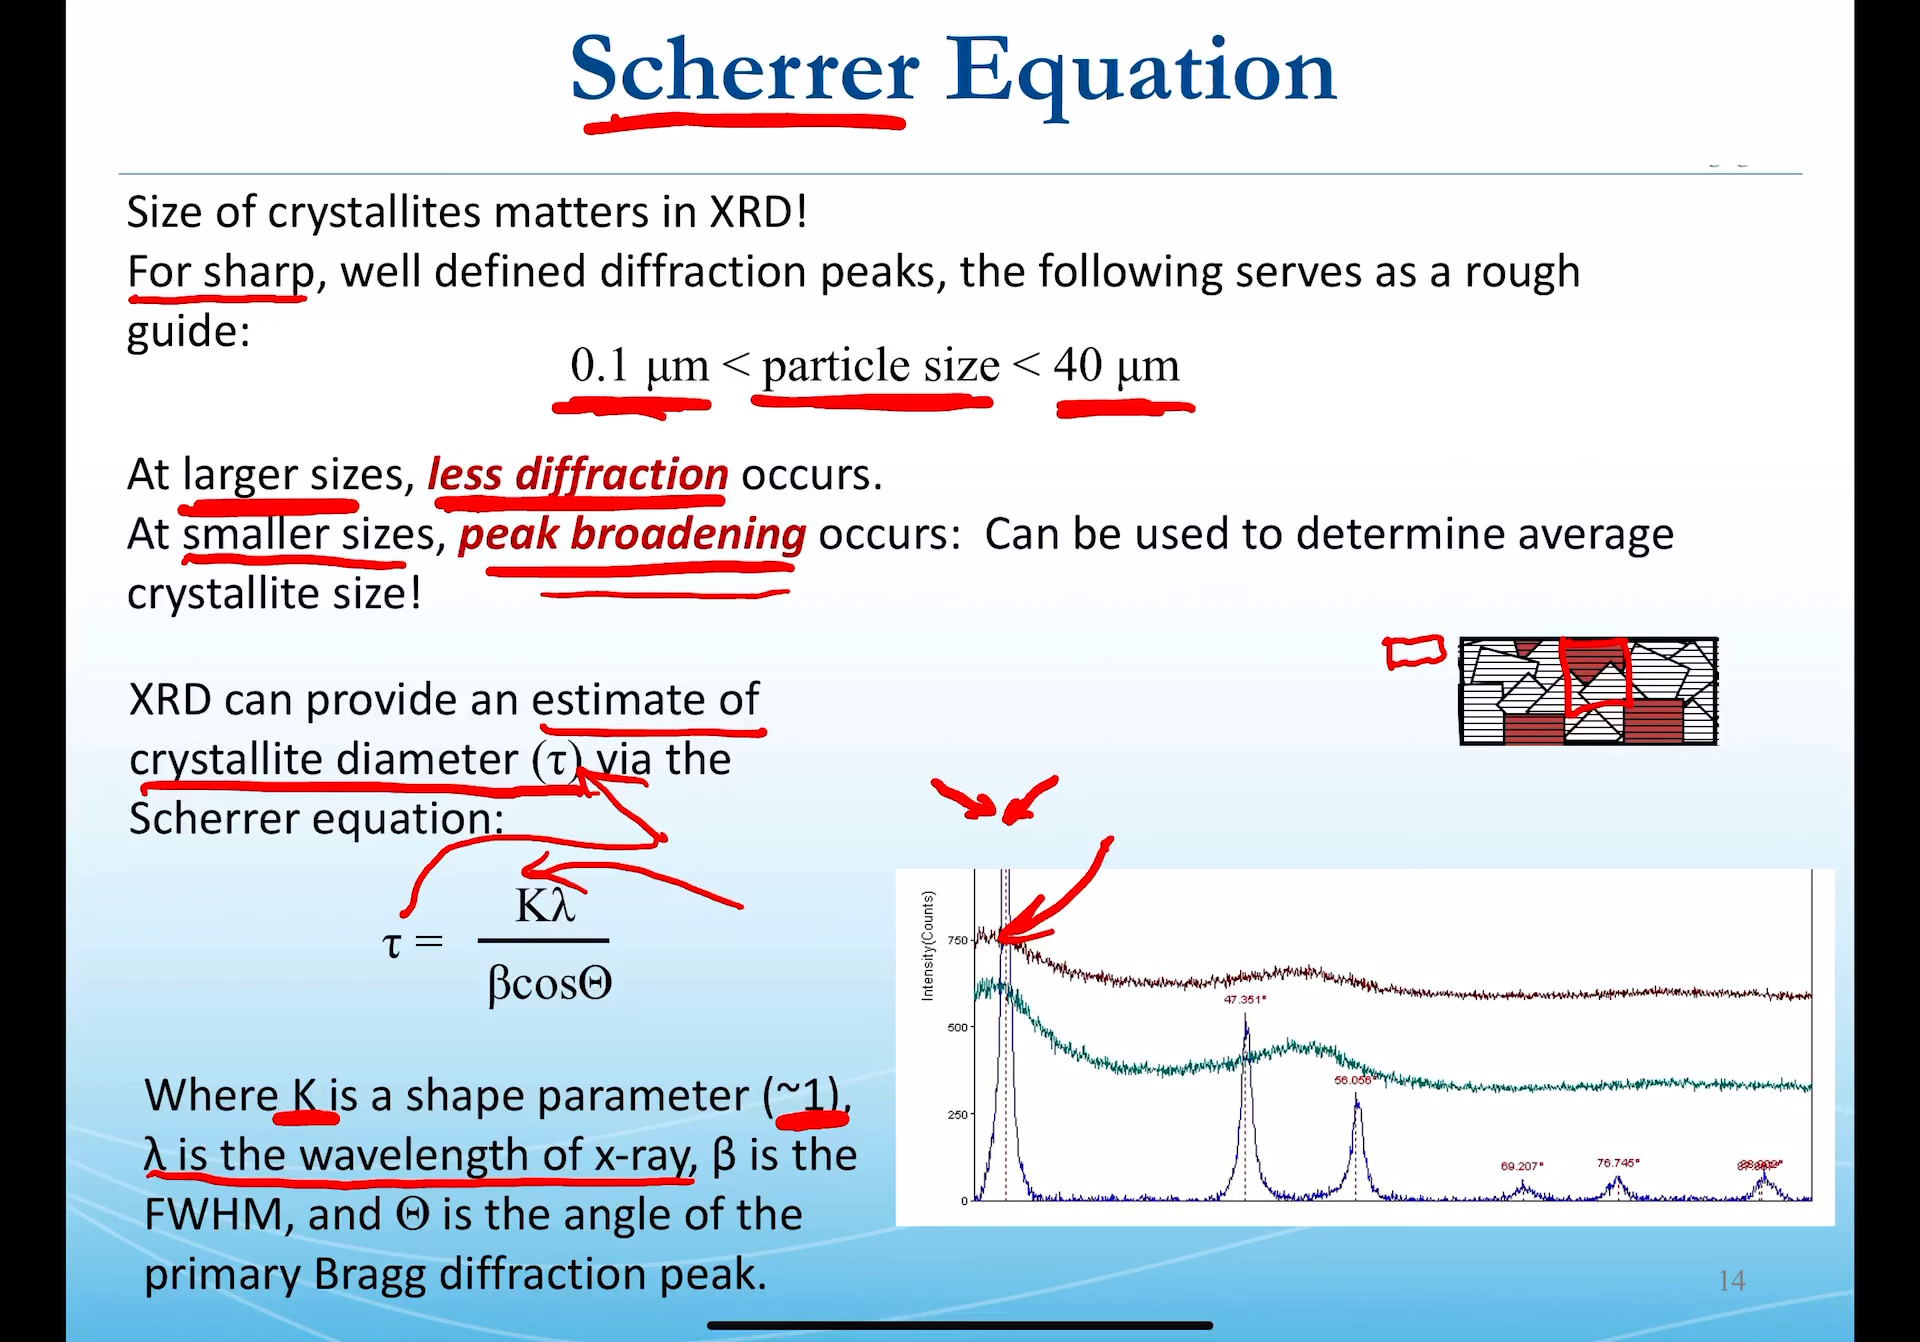 Scherrer Equation
Size of crystallites matters in XRD!
For sharp, well defined diffraction peaks, the following serves as a rough
guide:
0.1 μm < particle size < 40 μm
At larger sizes, less diffraction occurs.
At smaller sizes, peak broadening occurs: Can be used to determine average
crystallite size!
XRD can provide an estimate of
crystallite diameter (τ) via the
Scherrer equation:
Kλ
τ =
βcosΘ
Where K is a shape parameter (~1),
λ is the wavelength of x-ray, β is the
FWHM, and Θ is the angle of the
primary Bragg diffraction peak.
Intensity(Counts)
750
500
250
0
47.351°
56.056°
69.207°
76.745°
14